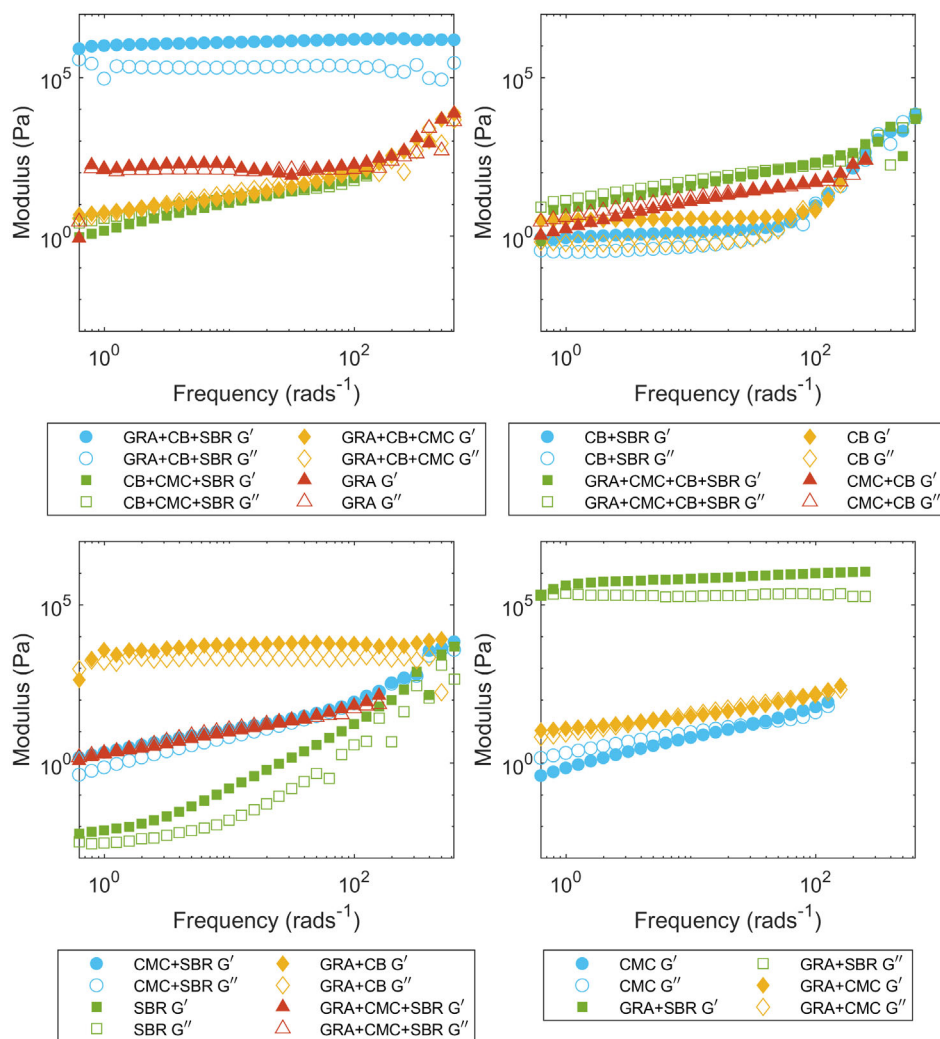 Modulus (Pa)
10^5
10^0
10^0
10^2
Frequency (rads^-1)
GRA+CB+SBR G′
GRA+CB+SBR G″
CB+CMC+SBR G′
CB+CMC+SBR G″
GRA+CB+CMC G′
GRA+CB+CMC G″
GRA G′
GRA G″
Modulus (Pa)
10^5
10^0
10^0
10^2
Frequency (rads^-1)
CB+SBR G′
CB+SBR G″
GRA+CMC+CB+SBR G′
GRA+CMC+CB+SBR G″
CB G′
CB G″
CMC+CB G′
CMC+CB G″
Modulus (Pa)
10^5
10^0
10^0
10^2
Frequency (rads^-1)
CMC+SBR G′
CMC+SBR G″
SBR G′
SBR G″
GRA+CB G′
GRA+CB G″
GRA+CMC+SBR G′
GRA+CMC+SBR G″
Modulus (Pa)
10^5
10^0
10^0
10^2
Frequency (rads^-1)
CMC G′
CMC G″
GRA+SBR G′
GRA+SBR G″
GRA+CMC G′
GRA+CMC G″